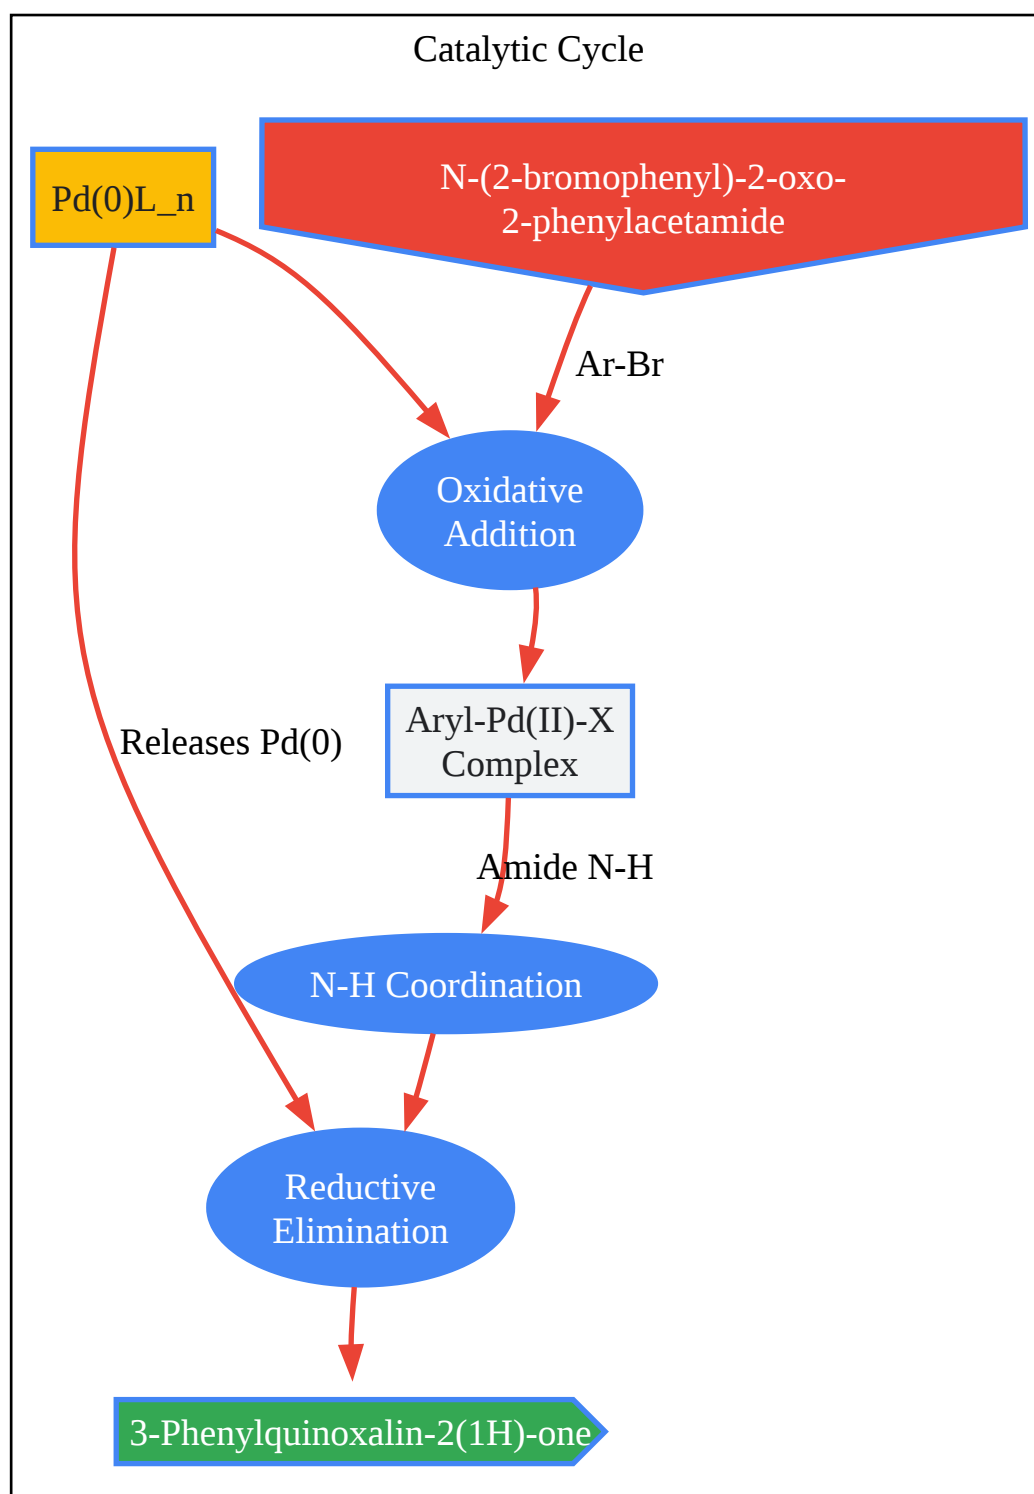 Catalytic Cycle
Pd(0)L_n
N-(2-bromophenyl)-2-oxo-
2-phenylacetamide
Ar-Br
Oxidative
Addition
Aryl-Pd(II)-X
Complex
Releases Pd(0)
Amide N-H
N-H Coordination
Reductive
Elimination
3-Phenylquinoxalin-2(1H)-one